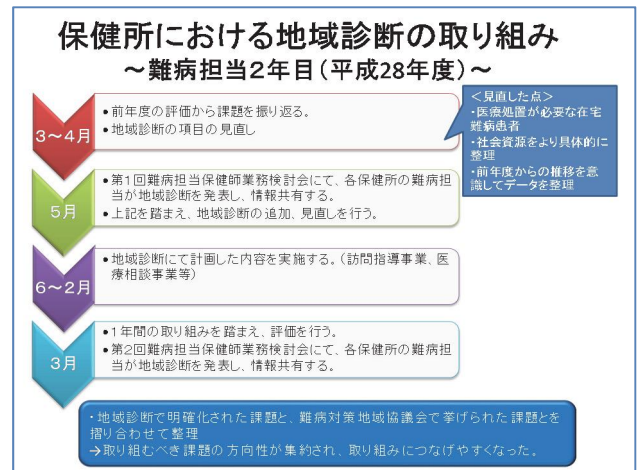 保健所における地域診断の取り組み
～難病担当２年目（平成28年度）～
3～4月
•前年度の評価から課題を振り返る。
•地域診断の項目の見直し
＜見直した点＞
・医療処置が必要な在宅
難病患者
・社会資源をより具体的に
整理
・前年度からの推移を意
識してデータを整理
5月
•第1回難病担当保健師業務検討会にて、各保健所の難病担
当が地域診断を発表し、情報共有する。
•上記を踏まえ、地域診断の追加、見直しを行う。
6～2月
•地域診断にて計画した内容を実施する。（訪問指導事業、医
療相談事業等）
3月
•1年間の取り組みを踏まえ、評価を行う。
•第2回難病担当保健師業務検討会にて、各保健所の難病担
当が地域診断を発表し、情報共有する。
・地域診断で明確化された課題と、難病対策地域協議会で挙げられた課題とを
摺り合わせて整理
→取り組むべき課題の方向性が集約され、取り組みにつなげやすくなった。